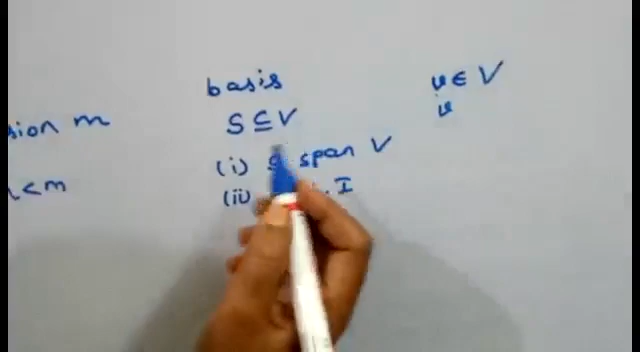 basis
S ⊆ V
(i) S span V
(ii) . I
sion m
< m
u ∈ V
v